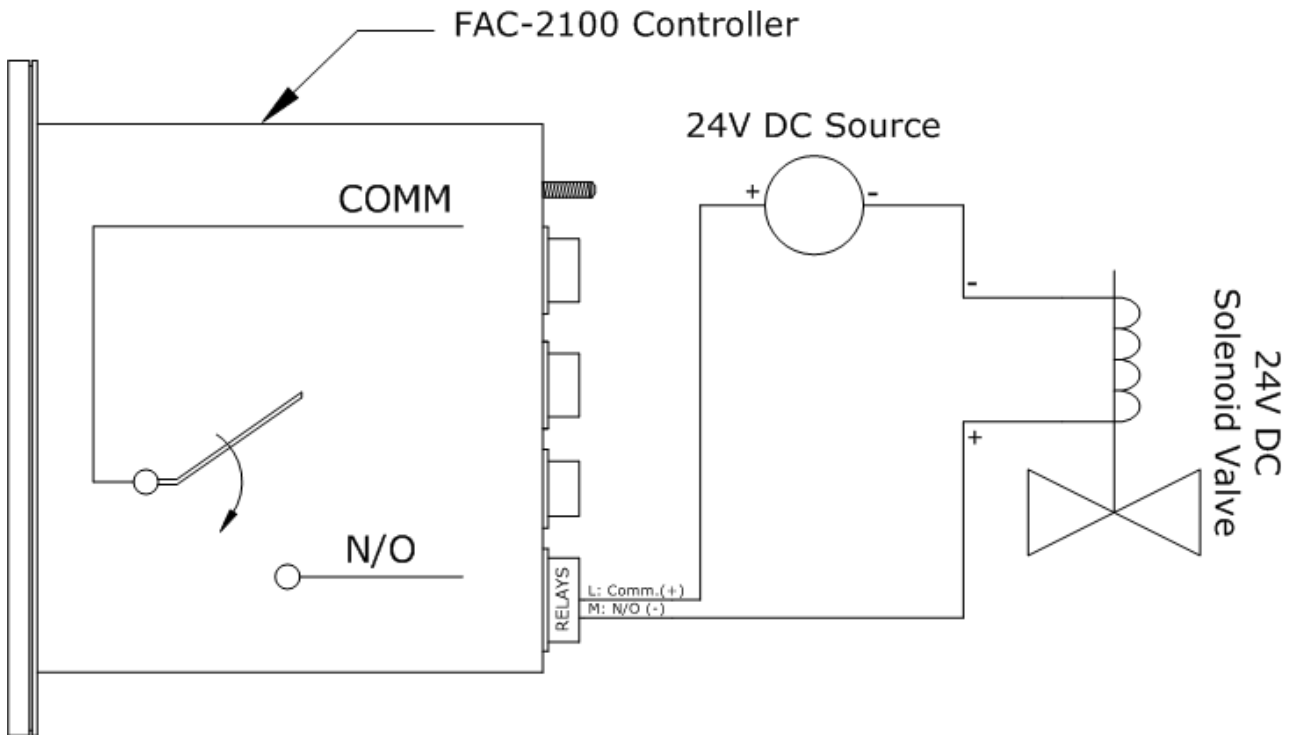 FAC-2100 Controller
24V DC Source
+
-
COMM
-
24V DC
Solenoid Valve
+
N/O
RELAYS
L: Comm.(+)
M: N/O (-)